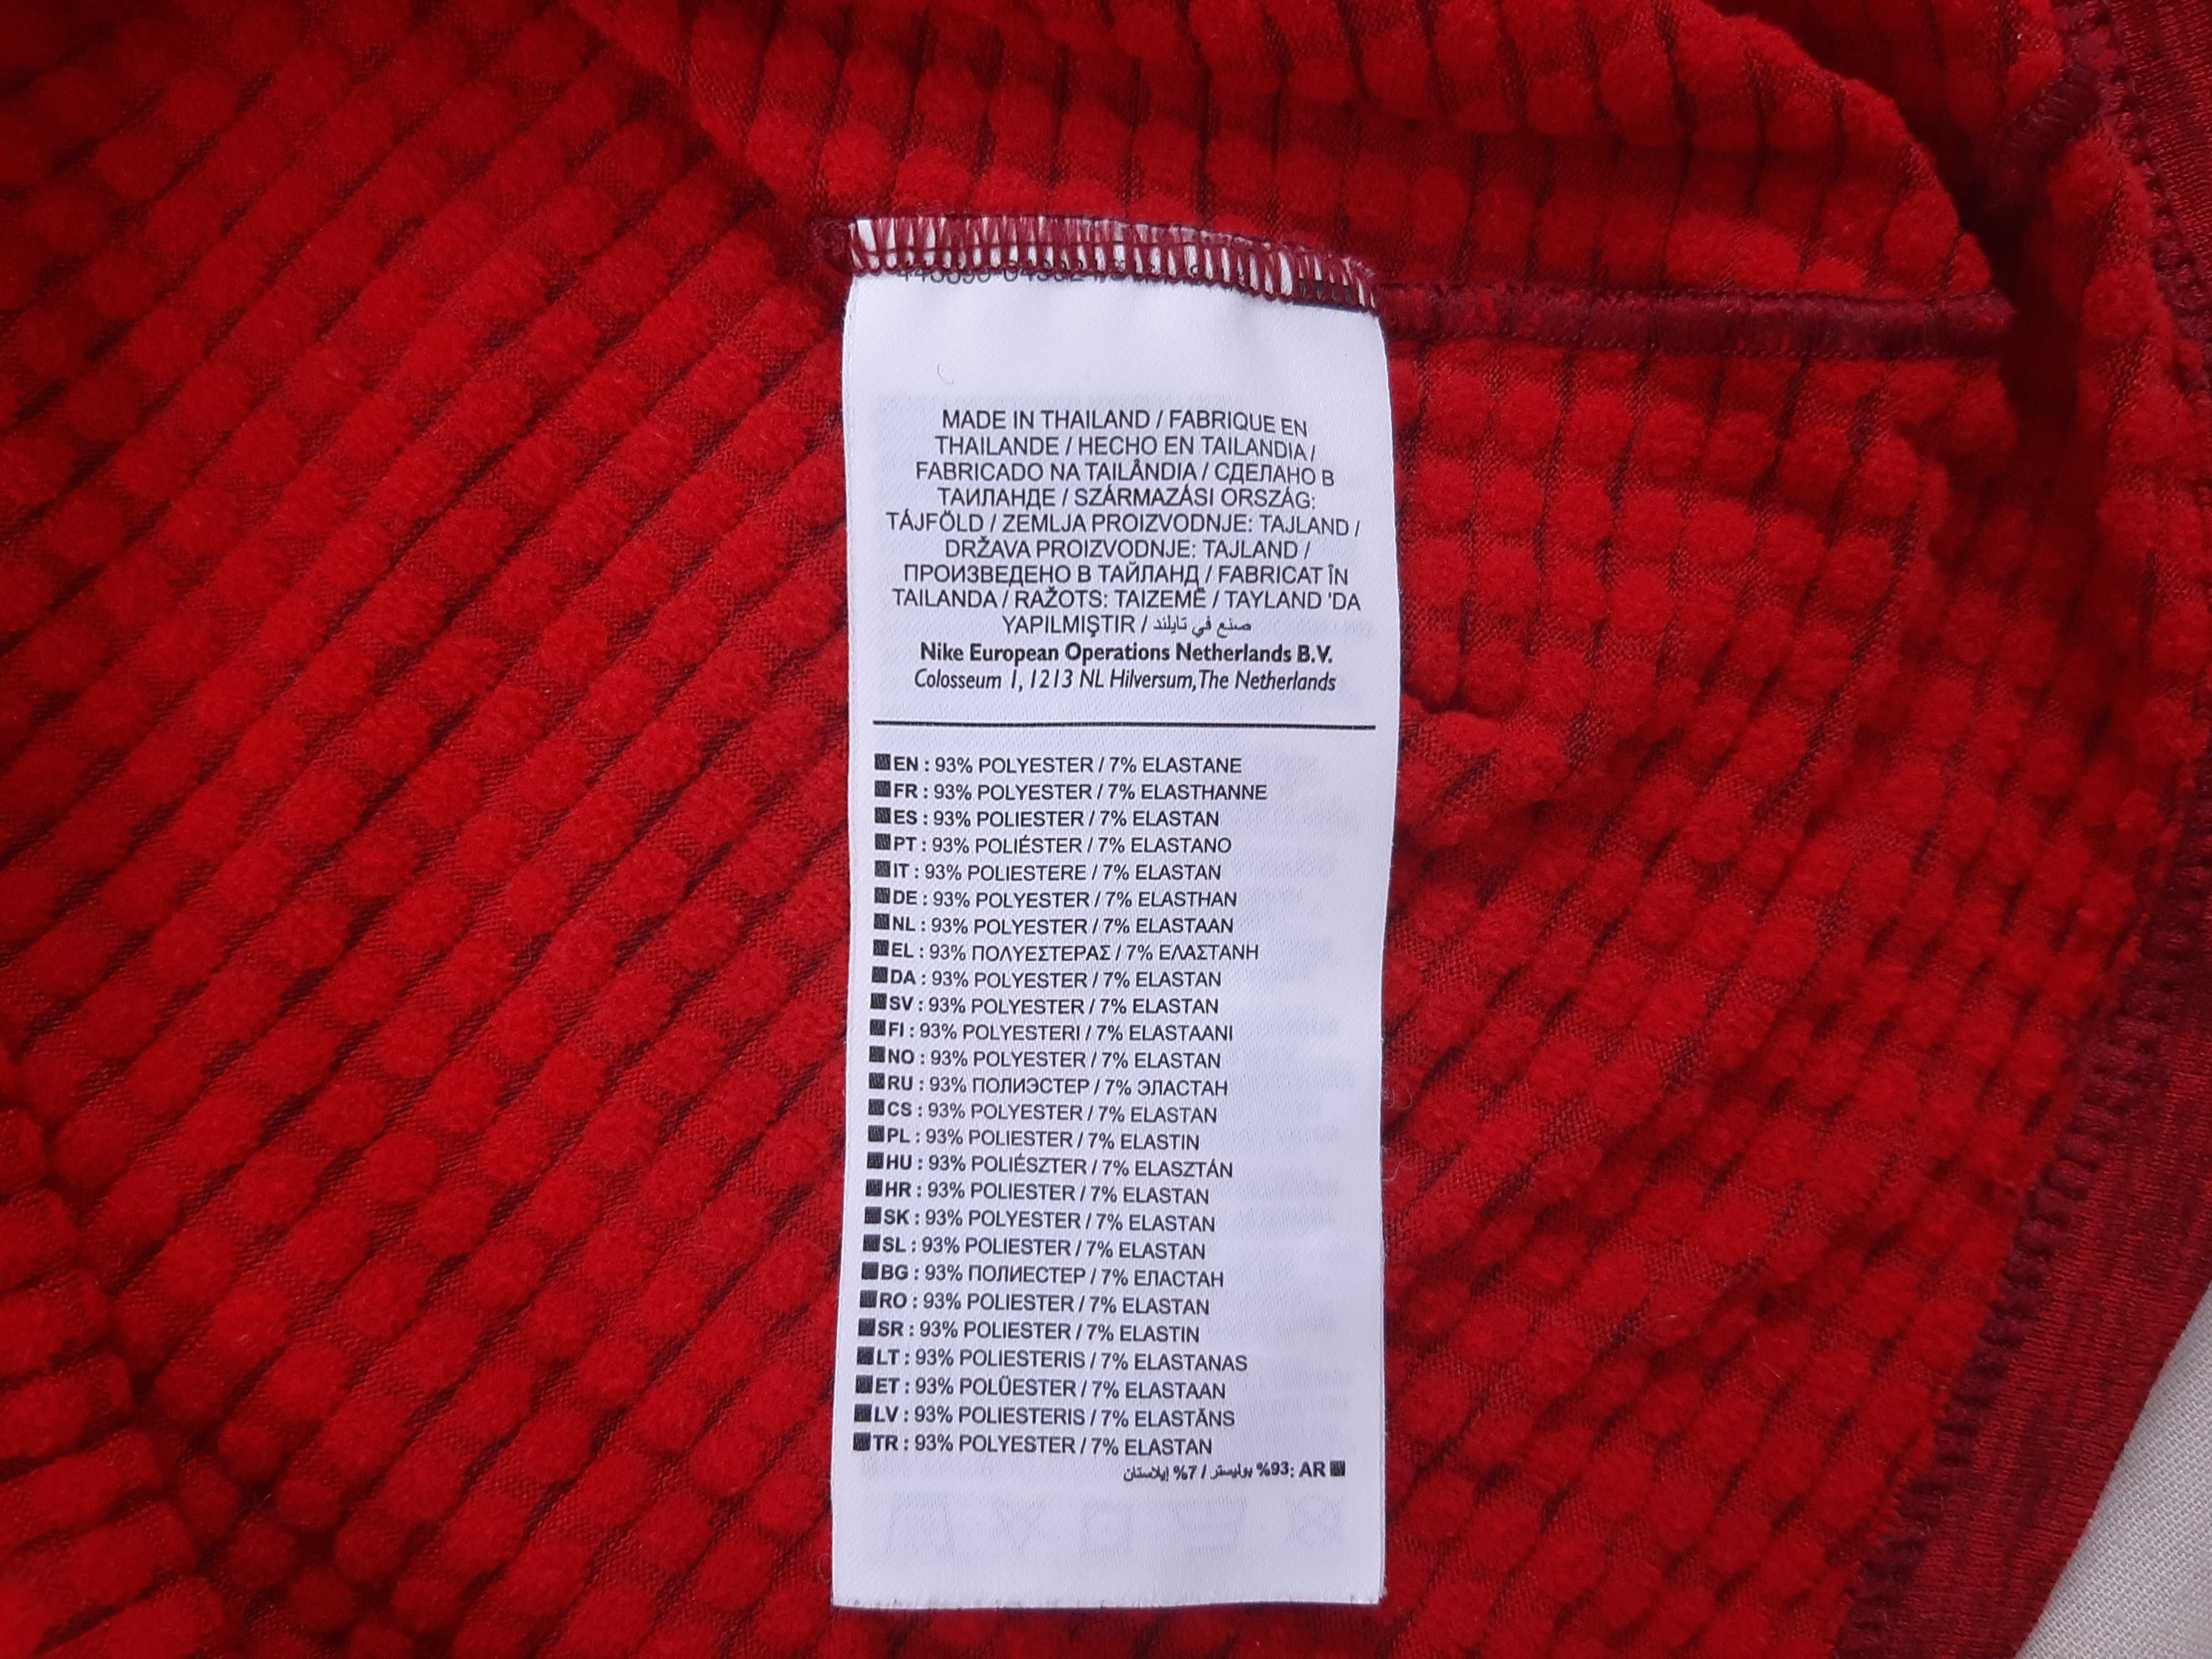 MADE IN THAILAND / FABRIQUE EN
THAILANDE / HECHO EN TAILANDIA /
FABRICADO NA TAILÂNDIA / СДЕЛАНО В
ТАИЛАНДЕ / SZÁRMAZÁSI ORSZÁG:
TÁJFÖLD / ZEMLJA PROIZVODNJE: TAJLAND /
DRŽAVA PROIZVODNJE: TAJLAND /
ПРОИЗВЕДЕНО В ТАЙЛАНД / FABRICAT ÎN
TAILANDA / RAŽOTS: TAIZEMĒ / TAYLAND 'DA
YAPILMIŞTIR / صنع في تايلند
Nike European Operations Netherlands B.V.
Colosseum 1, 1213 NL Hilversum, The Netherlands
EN : 93% POLYESTER / 7% ELASTANE
FR : 93% POLYESTER / 7% ELASTHANNE
ES : 93% POLIESTER / 7% ELASTAN
PT : 93% POLIÉSTER / 7% ELASTANO
IT : 93% POLIESTERE / 7% ELASTAN
DE : 93% POLYESTER / 7% ELASTHAN
NL : 93% POLYESTER / 7% ELASTAAN
EL : 93% ΠΟΛΥΕΣΤΕΡΑΣ / 7% ΕΛΑΣΤΑΝΗ
DA : 93% POLYESTER / 7% ELASTAN
SV : 93% POLYESTER / 7% ELASTAN
FI : 93% POLYESTERI / 7% ELASTAANI
NO : 93% POLYESTER / 7% ELASTAN
RU : 93% ПОЛИЭСТЕР / 7% ЭЛАСТАН
CS : 93% POLYESTER / 7% ELASTAN
PL : 93% POLIESTER / 7% ELASTIN
HU : 93% POLIÉSZTER / 7% ELASZTÁN
HR : 93% POLIESTER / 7% ELASTAN
SK : 93% POLYESTER / 7% ELASTAN
SL : 93% POLIESTER / 7% ELASTAN
BG : 93% ПОЛИЕСТЕР / 7% ЕЛАСТАН
RO : 93% POLIESTER / 7% ELASTAN
SR : 93% POLIESTER / 7% ELASTIN
LT : 93% POLIESTERIS / 7% ELASTANAS
ET : 93% POLÜESTER / 7% ELASTAAN
LV : 93% POLIESTERIS / 7% ELASTĀNS
TR : 93% POLYESTER / 7% ELASTAN
AR :93% بوليستر / 7% إيلاستان